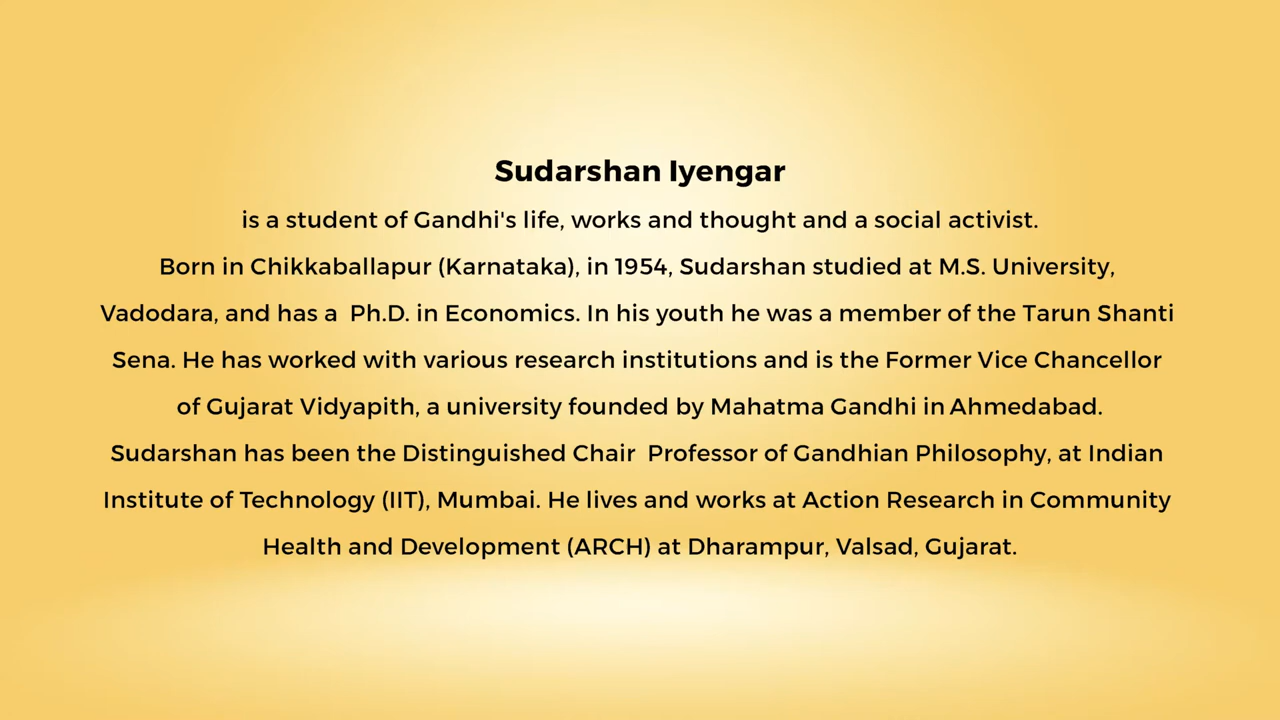 Sudarshan Iyengar
is a student of Gandhi's life, works and thought and a social activist.
Born in Chikkaballapur (Karnataka), in 1954, Sudarshan studied at M.S. University,
Vadodara, and has a  Ph.D. in Economics. In his youth he was a member of the Tarun Shanti
Sena. He has worked with various research institutions and is the Former Vice Chancellor
of Gujarat Vidyapith, a university founded by Mahatma Gandhi in Ahmedabad.
Sudarshan has been the Distinguished Chair  Professor of Gandhian Philosophy, at Indian
Institute of Technology (IIT), Mumbai. He lives and works at Action Research in Community
Health and Development (ARCH) at Dharampur, Valsad, Gujarat.